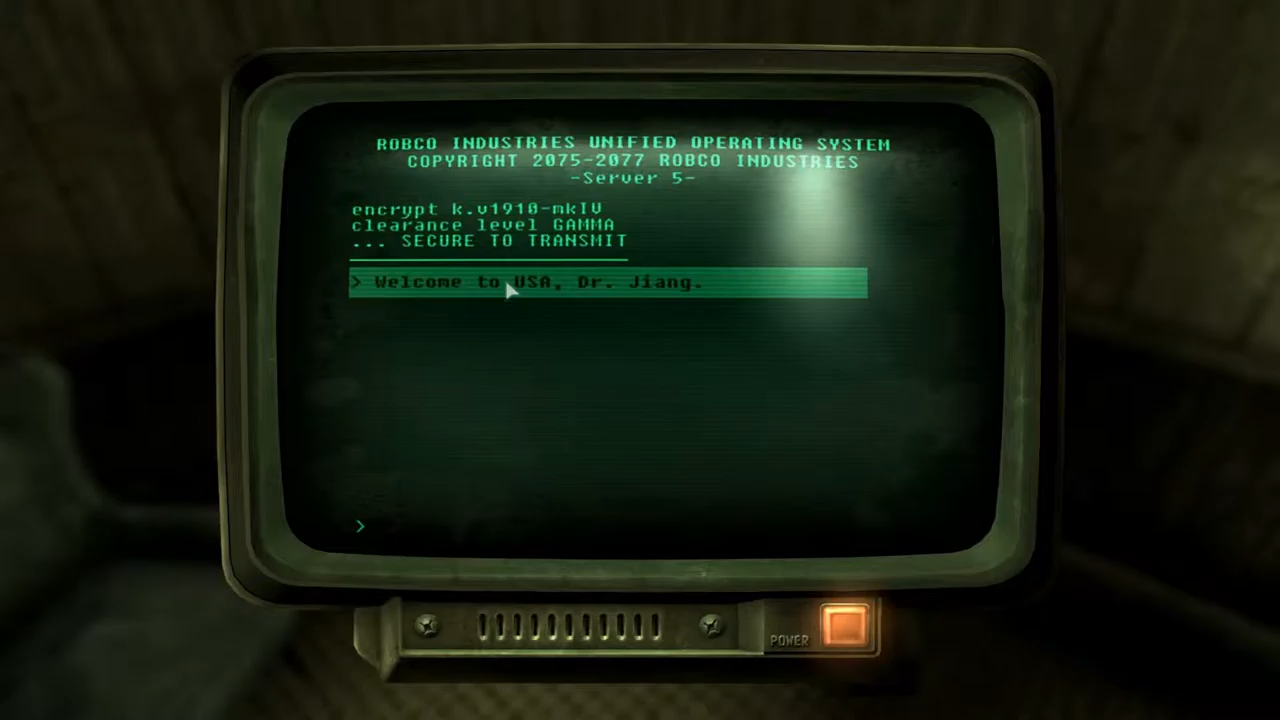 ROBCO INDUSTRIES UNIFIED OPERATING SYSTEM
COPYRIGHT 2075-2077 ROBCO INDUSTRIES
-Server 5-
encrypt k.v1910-mkIV
clearance level GAMMA
... SECURE TO TRANSMIT
> Welcome to USA, Dr. Jiang.
>
POWER